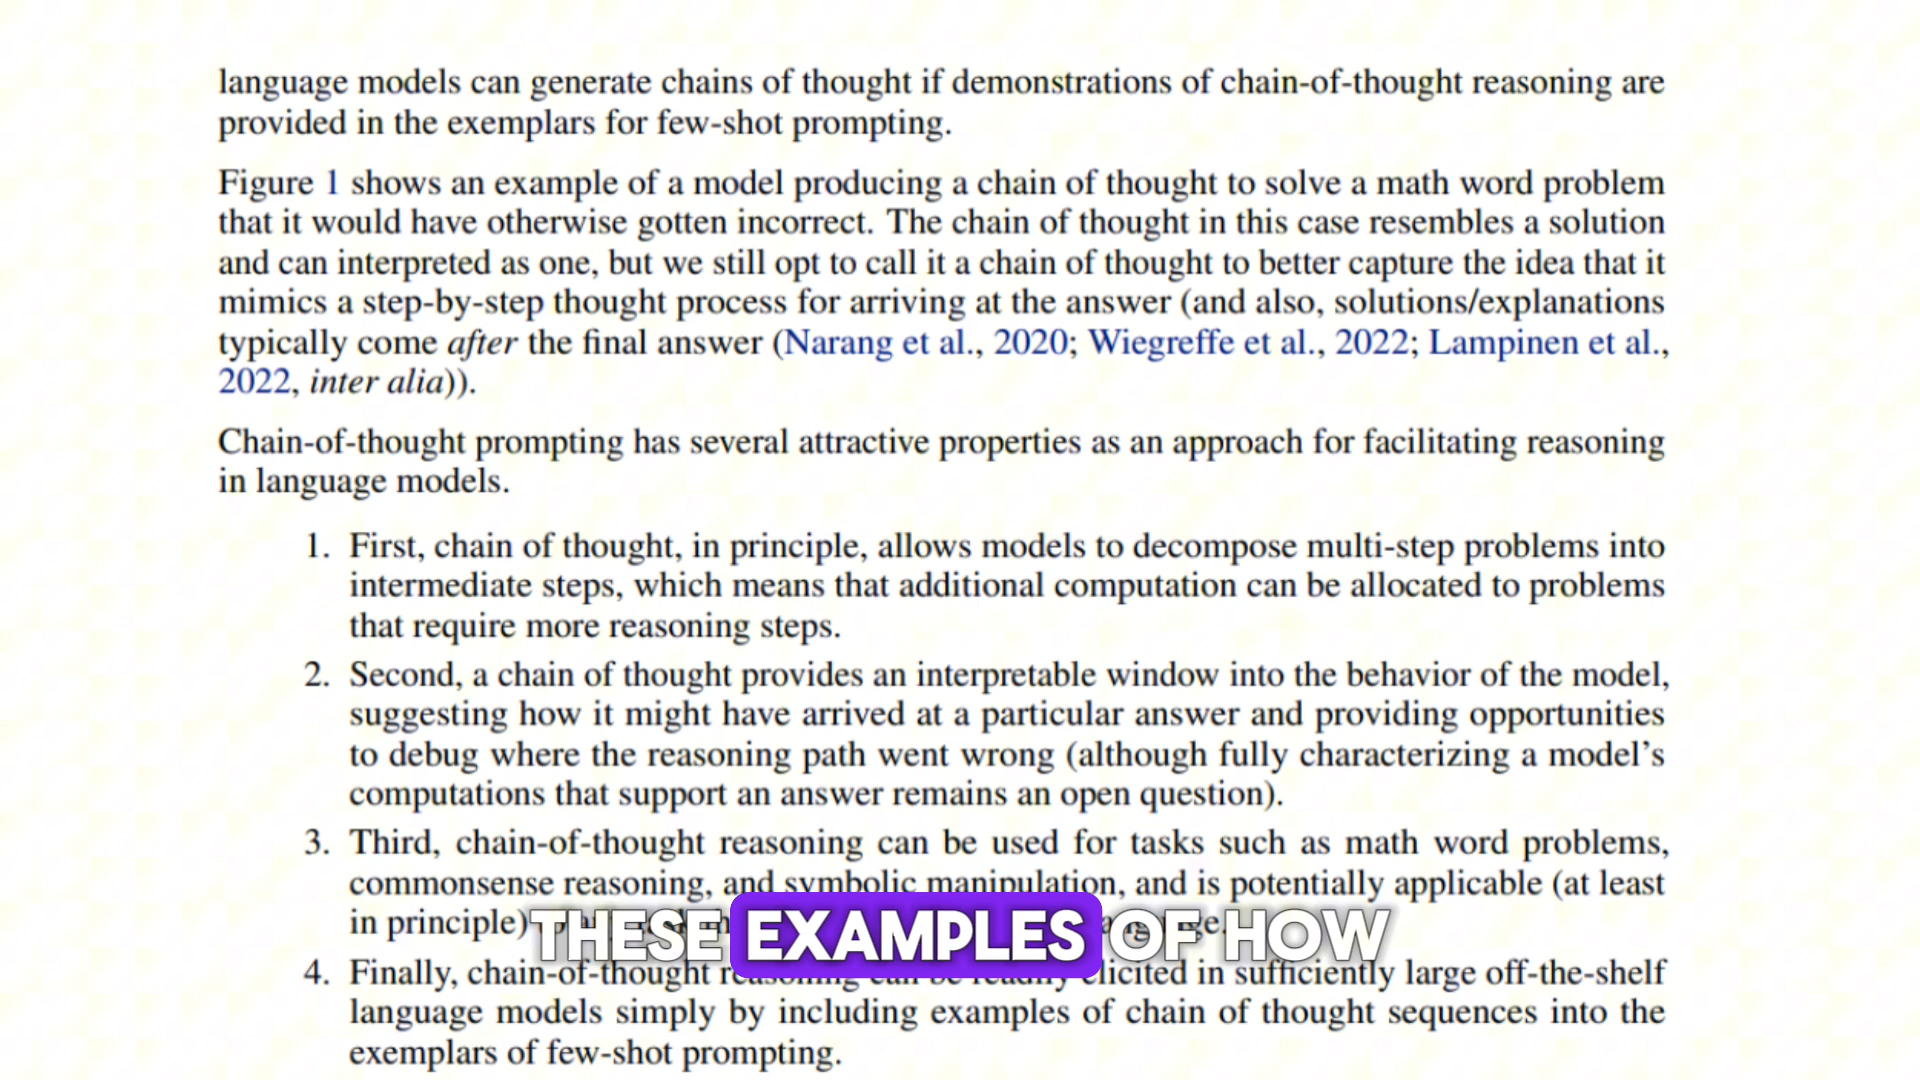 language models can generate chains of thought if demonstrations of chain-of-thought reasoning are
provided in the exemplars for few-shot prompting.
Figure 1 shows an example of a model producing a chain of thought to solve a math word problem
that it would have otherwise gotten incorrect. The chain of thought in this case resembles a solution
and can interpreted as one, but we still opt to call it a chain of thought to better capture the idea that it
mimics a step-by-step thought process for arriving at the answer (and also, solutions/explanations
typically come after the final answer (Narang et al., 2020; Wiegreffe et al., 2022; Lampinen et al.,
2022, inter alia)).
Chain-of-thought prompting has several attractive properties as an approach for facilitating reasoning
in language models.
1. First, chain of thought, in principle, allows models to decompose multi-step problems into
intermediate steps, which means that additional computation can be allocated to problems
that require more reasoning steps.
2. Second, a chain of thought provides an interpretable window into the behavior of the model,
suggesting how it might have arrived at a particular answer and providing opportunities
to debug where the reasoning path went wrong (although fully characterizing a model's
computations that support an answer remains an open question).
3. Third, chain-of-thought reasoning can be used for tasks such as math word problems,
commonsense reasoning, and symbolic manipulation, and is potentially applicable (at least
in principle)
THESE EXAMPLES OF HOW
4. Finally, chain-of-thought reasoning can be readily elicited in sufficiently large off-the-shelf
language models simply by including examples of chain of thought sequences into the
exemplars of few-shot prompting.